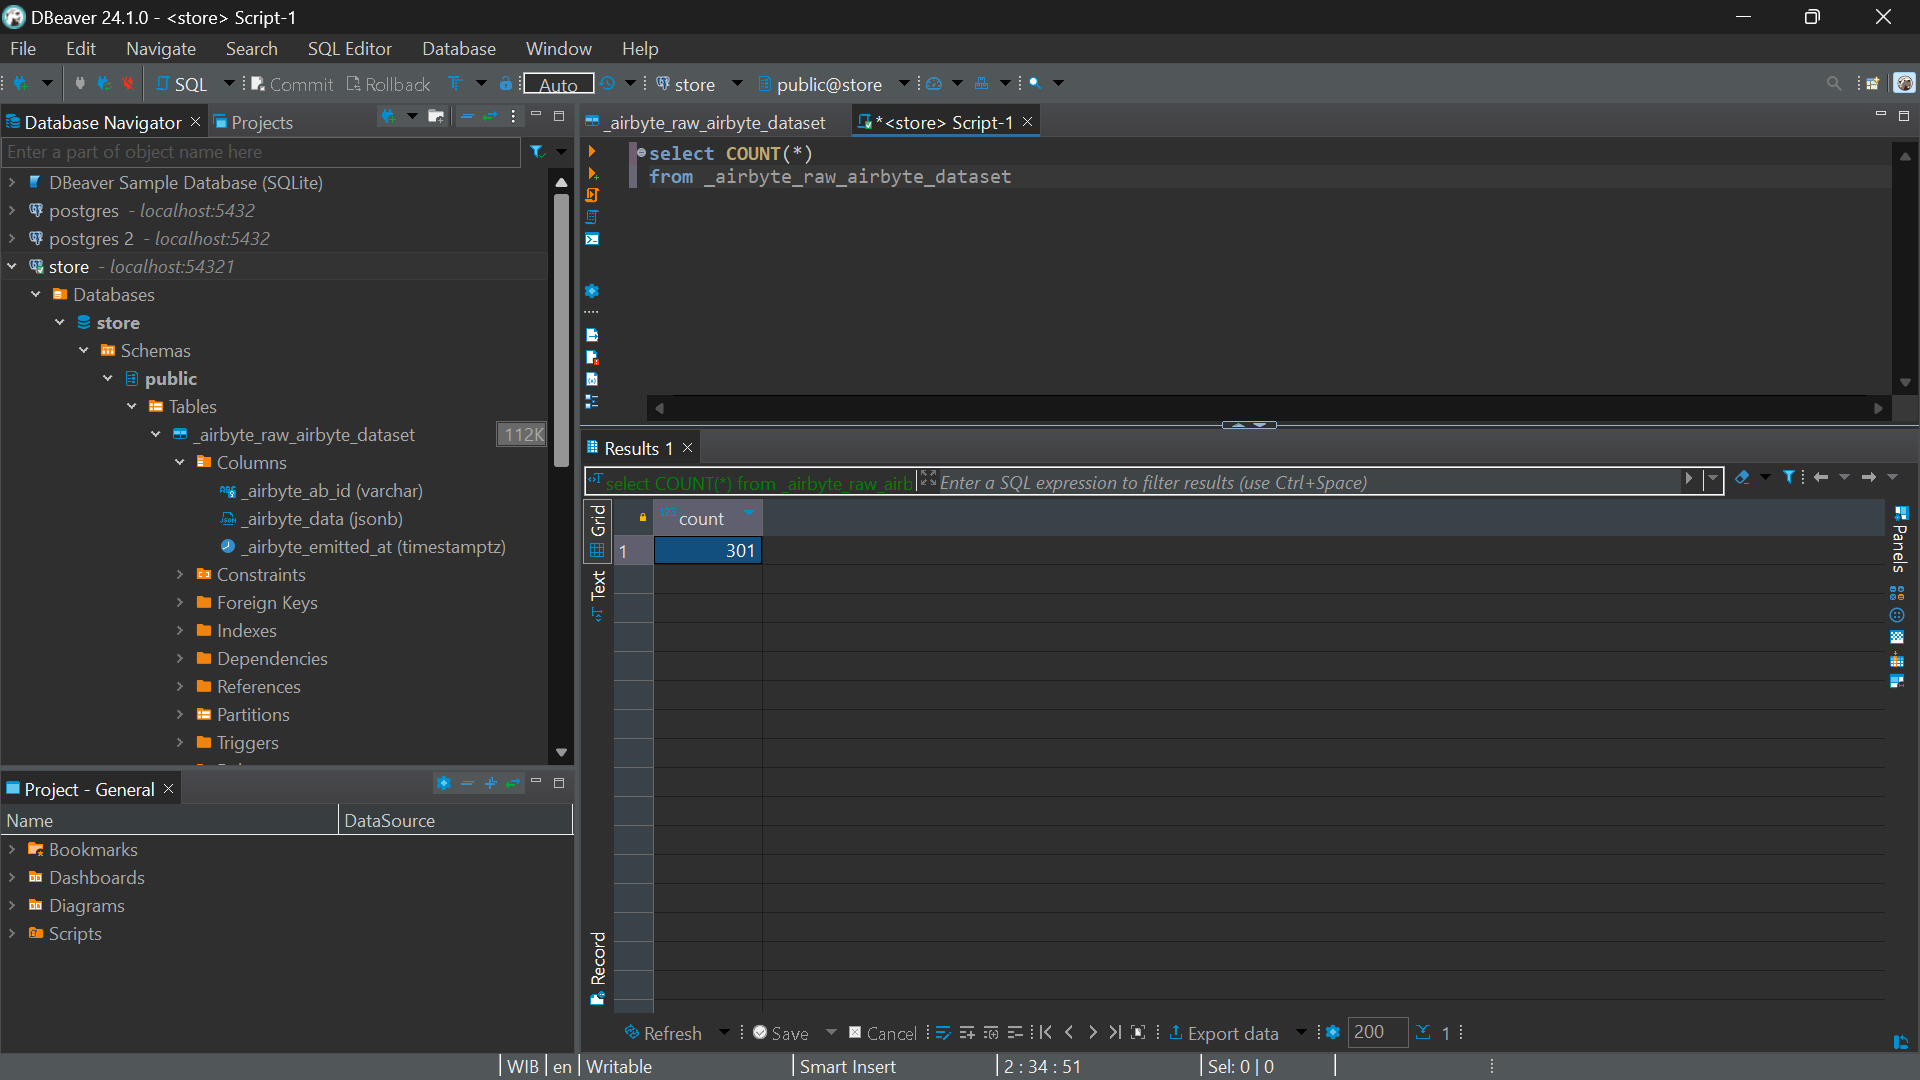 DBeaver 24.1.0 - <store> Script-1
File Edit Navigate Search SQL Editor Database Window Help
SQL Commit Rollback Auto store public@store
Database Navigator Projects
Enter a part of object name here
DBeaver Sample Database (SQLite)
postgres - localhost:5432
postgres 2 - localhost:5432
store - localhost:54321
Databases
store
Schemas
public
Tables
_airbyte_raw_airbyte_dataset 112K
Columns
_airbyte_ab_id (varchar)
_airbyte_data (jsonb)
_airbyte_emitted_at (timestamptz)
Constraints
Foreign Keys
Indexes
Dependencies
References
Partitions
Triggers
Project - General
Name DataSource
Bookmarks
Dashboards
Diagrams
Scripts
_airbyte_raw_airbyte_dataset *<store> Script-1
select COUNT(*)
from _airbyte_raw_airbyte_dataset
Results 1
select COUNT(*) from _airbyte_raw_airb Enter a SQL expression to filter results (use Ctrl+Space)
Grid
Text
Record
123 count
1 301
Panels
Refresh Save Cancel Export data 200 1
WIB en Writable Smart Insert 2 : 34 : 51 Sel: 0 | 0